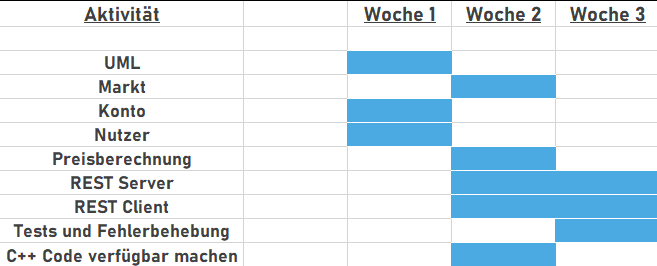 Aktivität Woche 1 Woche 2 Woche 3
UML
Markt
Konto
Nutzer
Preisberechnung
REST Server
REST Client
Tests und Fehlerbehebung
C++ Code verfügbar machen